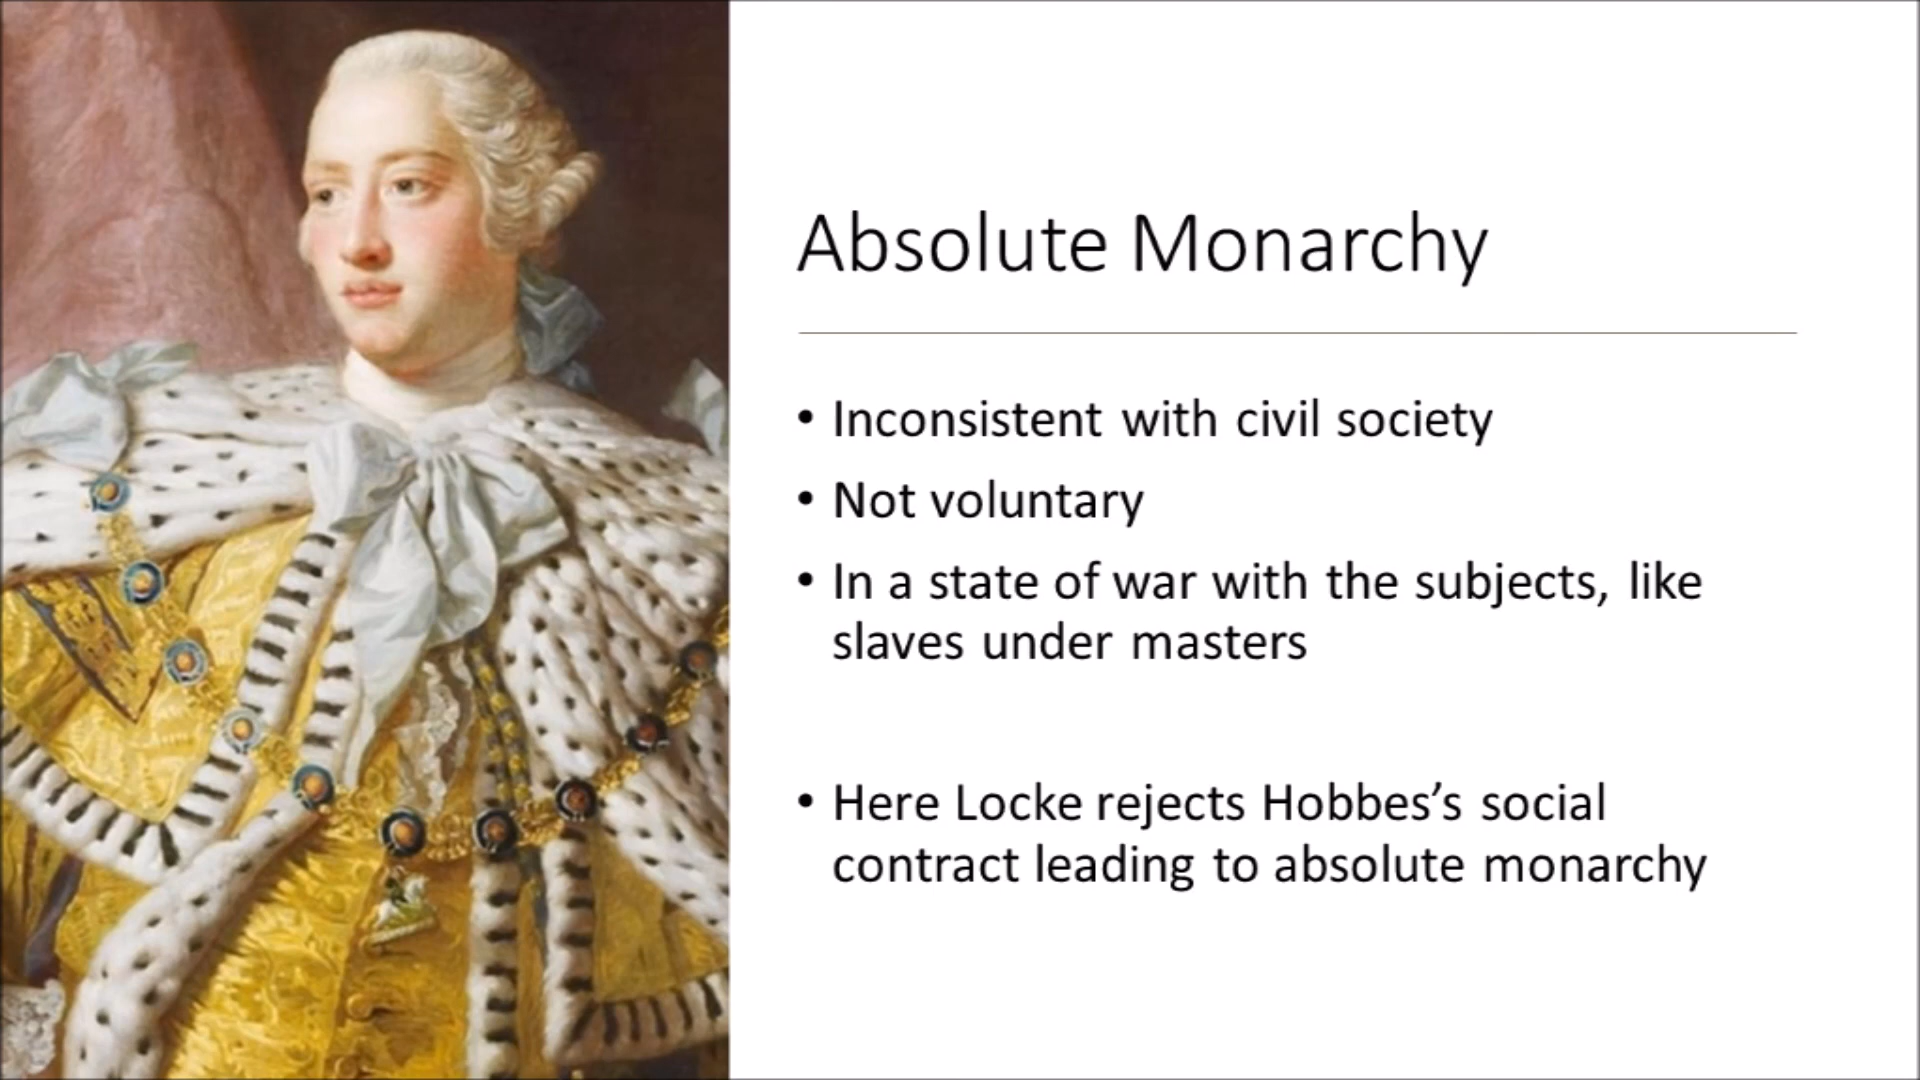 Absolute Monarchy
• Inconsistent with civil society
• Not voluntary
• In a state of war with the subjects, like
slaves under masters
• Here Locke rejects Hobbes’s social
contract leading to absolute monarchy